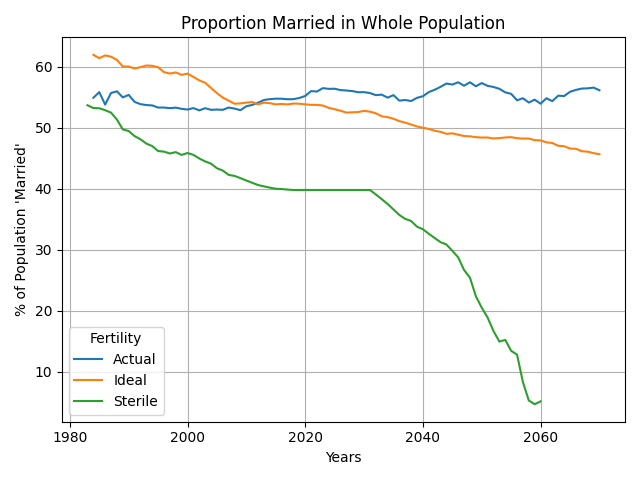 Proportion Married in Whole Population
% of Population 'Married'
60
50
40
30
20
10
Fertility
Actual
Ideal
Sterile
1980
2000
2020
2040
2060
Years